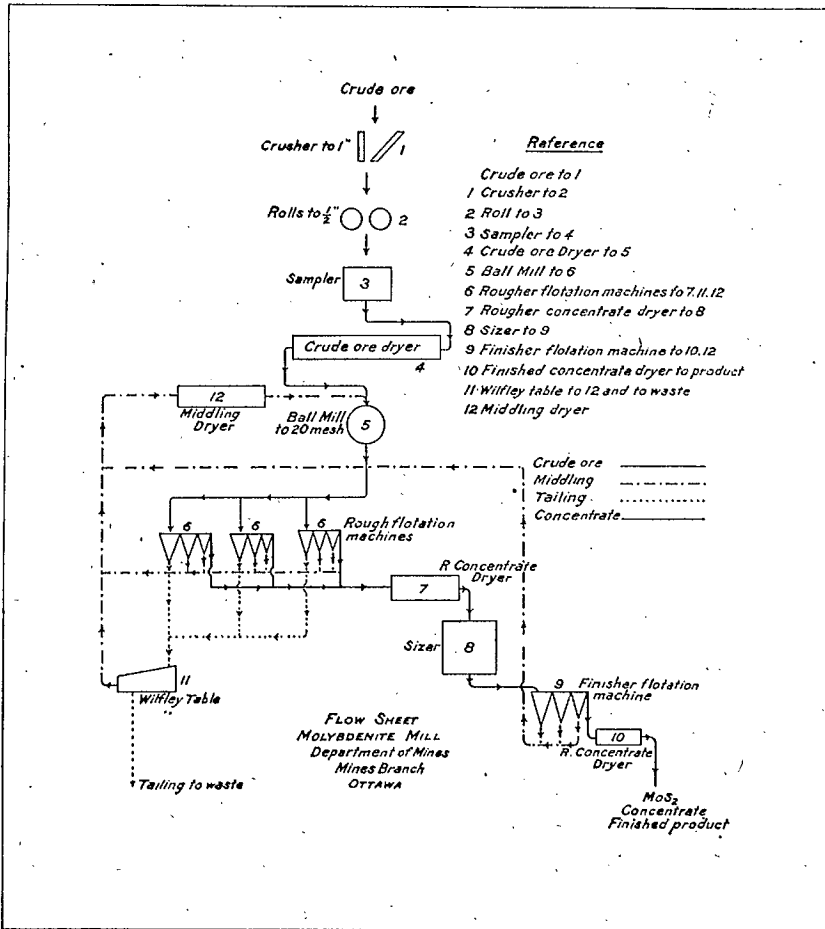 Crude ore
Crusher to 1"
1
Rolls to 1/2"
2
Sampler
3
Crude ore dryer
4
12
Middling
Dryer
Ball Mill
to 20 mesh
5
6
6
6
Rough flotation
machines
R Concentrate
Dryer
7
Sizer
8
11
Wilfley Table
Tailing to waste
9
Finisher flotation
machine
10
R. Concentrate
Dryer
MoS2
Concentrate
Finished product
Reference
Crude ore to 1
1 Crusher to 2
2 Roll to 3
3 Sampler to 4
4 Crude ore Dryer to 5
5 Ball Mill to 6
6 Rougher flotation machines to 7.11.12
7 Rougher concentrate dryer to 8
8 Sizer to 9
9 Finisher flotation machine to 10.12
10 Finished concentrate dryer to product
11 Wilfley table to 12 and to waste
12 Middling dryer
Crude ore
Middling
Tailing
Concentrate
FLOW SHEET
MOLYBDENITE MILL
Department of Mines
Mines Branch
OTTAWA